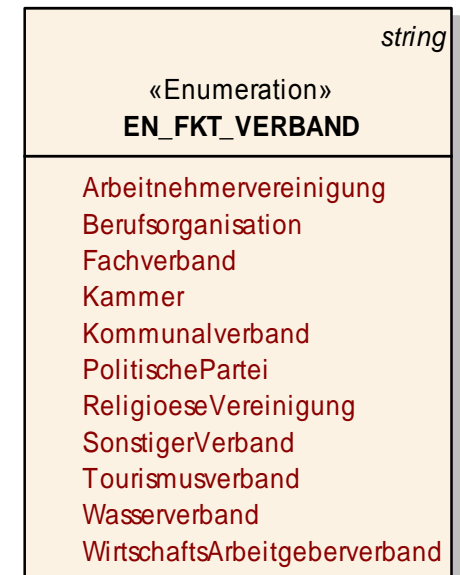 string
«Enumeration»
EN_FKT_VERBAND
Arbeitnehmervereinigung
Berufsorganisation
Fachverband
Kammer
Kommunalverband
PolitischePartei
ReligioeseVereinigung
SonstigerVerband
Tourismusverband
Wasserverband
WirtschaftsArbeitgeberverband